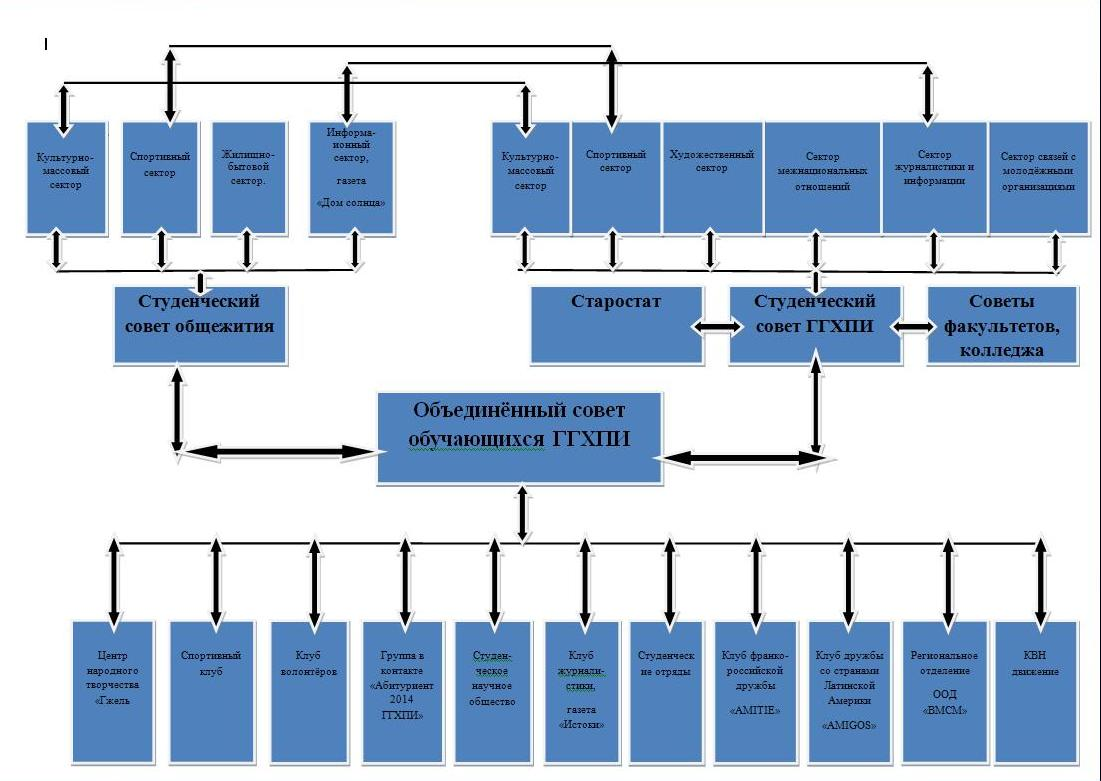 Культурно-
массовый
сектор
Спортивный
сектор
Жилищно-
бытовой
сектор.
Информа-
ионный
сектор,
газета
«Дом солнца»
Культурно-
массовый
сектор
Спортивный
сектор
Художественный
сектор
Сектор
межнациональных
отношений
Сектор
журналистики и
информации
Сектор связей с
молодёжными
организациями
Студенческий
совет общежития
Старостат
Студенческий
совет ГГХПИ
Советы
факультетов,
колледжа
Объединённый совет
обучающихся ГГХПИ
Центр
народного
творчества
«Гжель
Спортивный
клуб
Клуб
волонтёров
Группа в
контакте
«Абитуриент
2014
ГГХПИ»
Студен-
ческое
научное
общество
Клуб
журнали-
стики,
газета
«Истоки»
Студенческ
ие отряды
Клуб франко-
российской
дружбы
«AMITIE»
Клуб дружбы
со странами
Латинской
Америки
«AMIGOS»
Региональное
отделение
ООД
«ВМСМ»
КВН
движение